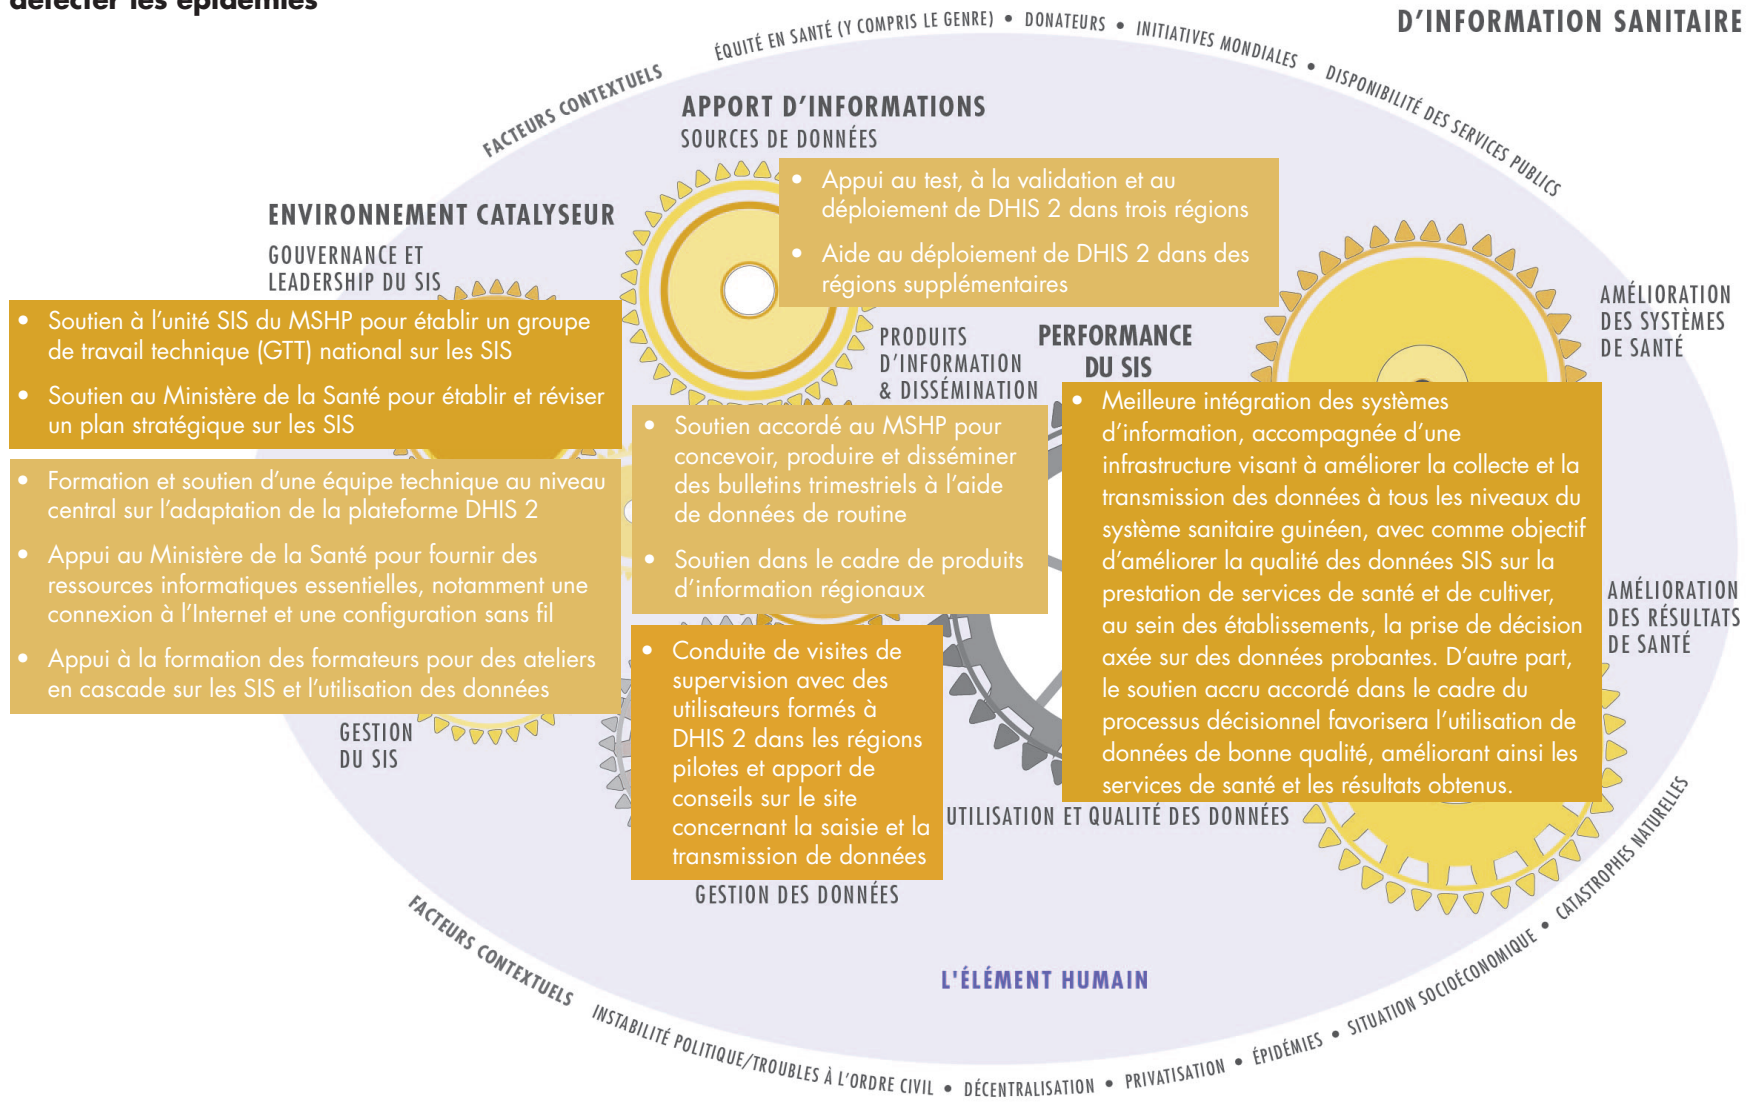 détecter les épidémies
D'INFORMATION SANITAIRE
FACTEURS CONTEXTUELS
ÉQUITÉ EN SANTÉ (Y COMPRIS LE GENRE) • DONATEURS • INITIATIVES MONDIALES • DISPONIBILITÉ DES SERVICES PUBLICS
APPORT D'INFORMATIONS
SOURCES DE DONNÉES
• Appui au test, à la validation et au
déploiement de DHIS 2 dans trois régions
• Aide au déploiement de DHIS 2 dans des
régions supplémentaires
ENVIRONNEMENT CATALYSEUR
GOUVERNANCE ET
LEADERSHIP DU SIS
• Soutien à l'unité SIS du MSHP pour établir un groupe
de travail technique (GTT) national sur les SIS
• Soutien au Ministère de la Santé pour établir et réviser
un plan stratégique sur les SIS
• Formation et soutien d'une équipe technique au niveau
central sur l'adaptation de la plateforme DHIS 2
• Appui au Ministère de la Santé pour fournir des
ressources informatiques essentielles, notamment une
connexion à l'Internet et une configuration sans fil
• Appui à la formation des formateurs pour des ateliers
en cascade sur les SIS et l'utilisation des données
GESTION
DU SIS
PRODUITS
D'INFORMATION
& DISSÉMINATION
• Soutien accordé au MSHP pour
concevoir, produire et disséminer
des bulletins trimestriels à l'aide
de données de routine
• Soutien dans le cadre de produits
d'information régionaux
• Conduite de visites de
supervision avec des
utilisateurs formés à
DHIS 2 dans les régions
pilotes et apport de
conseils sur le site
concernant la saisie et la
transmission de données
GESTION DES DONNÉES
PERFORMANCE
DU SIS
• Meilleure intégration des systèmes
d'information, accompagnée d'une
infrastructure visant à améliorer la collecte et la
transmission des données à tous les niveaux du
système sanitaire guinéen, avec comme objectif
d'améliorer la qualité des données SIS sur la
prestation de services de santé et de cultiver,
au sein des établissements, la prise de décision
axée sur des données probantes. D'autre part,
le soutien accru accordé dans le cadre du
processus décisionnel favorisera l'utilisation de
données de bonne qualité, améliorant ainsi les
services de santé et les résultats obtenus.
UTILISATION ET QUALITÉ DES DONNÉES
AMÉLIORATION
DES SYSTÈMES
DE SANTÉ
AMÉLIORATION
DES RÉSULTATS
DE SANTÉ
L'ÉLÉMENT HUMAIN
FACTEURS CONTEXTUELS
INSTABILITÉ POLITIQUE/TROUBLES À L'ORDRE CIVIL • DÉCENTRALISATION • PRIVATISATION • ÉPIDÉMIES • SITUATION SOCIOÉCONOMIQUE • CATASTROPHES NATURELLES